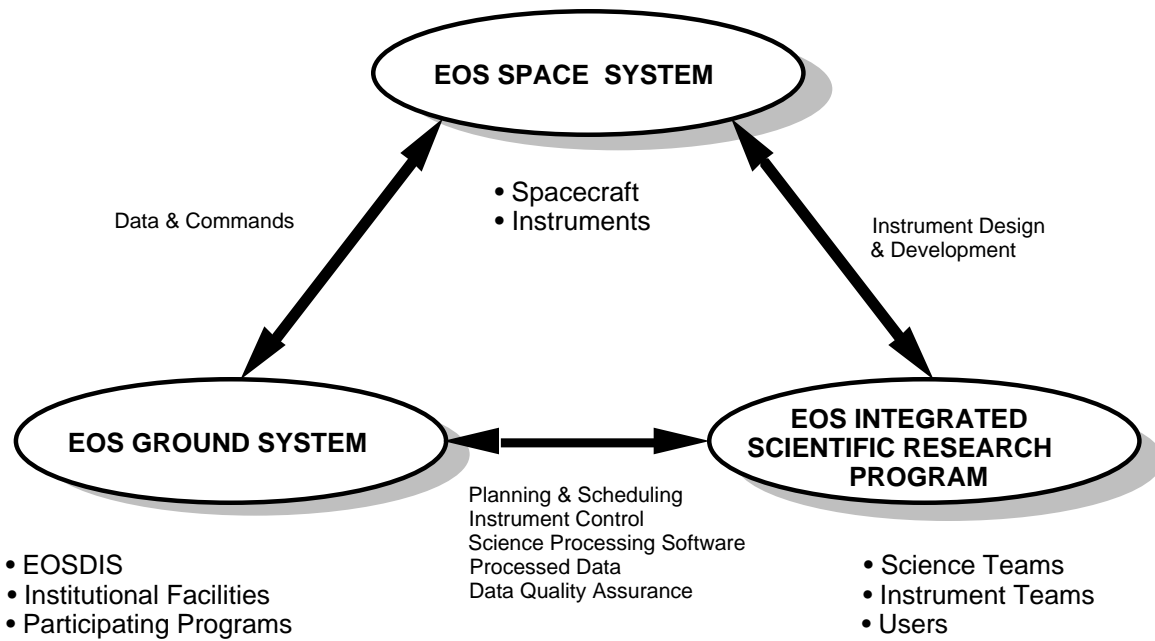 EOS SPACE SYSTEM
• Spacecraft
• Instruments
Data & Commands
Instrument Design
& Development
EOS GROUND SYSTEM
EOS INTEGRATED
SCIENTIFIC RESEARCH
PROGRAM
Planning & Scheduling
Instrument Control
Science Processing Software
Processed Data
Data Quality Assurance
• EOSDIS
• Institutional Facilities
• Participating Programs
• Science Teams
• Instrument Teams
• Users